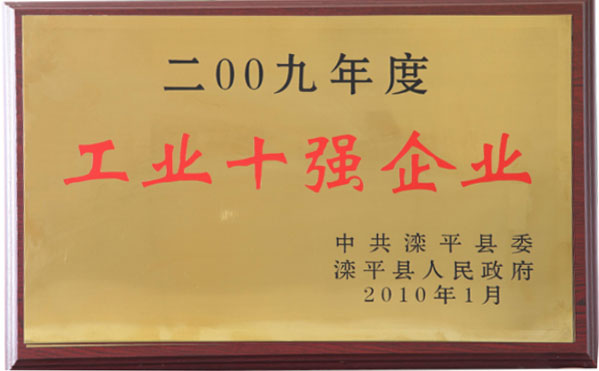 二00九年度
工业十强企业
中共滦平县委
滦平县人民政府
2010年1月